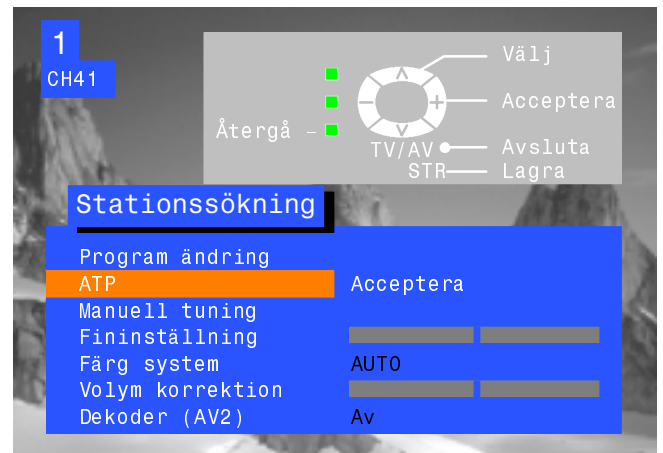 1
CH41
Välj
Acceptera
Återgå –
TV/AV
Avsluta
STR
Lagra
Stationssökning
Program ändring
ATP Acceptera
Manuell tuning
Fininställning
Färg system AUTO
Volym korrektion
Dekoder (AV2) Av